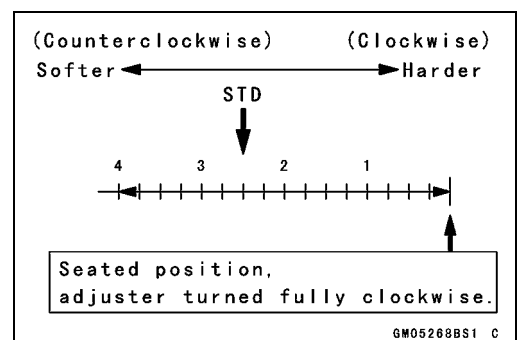 (Counterclockwise) (Clockwise)
Softer Harder
STD
4 3 2 1
Seated position,
adjuster turned fully clockwise.
GM05268BS1 C